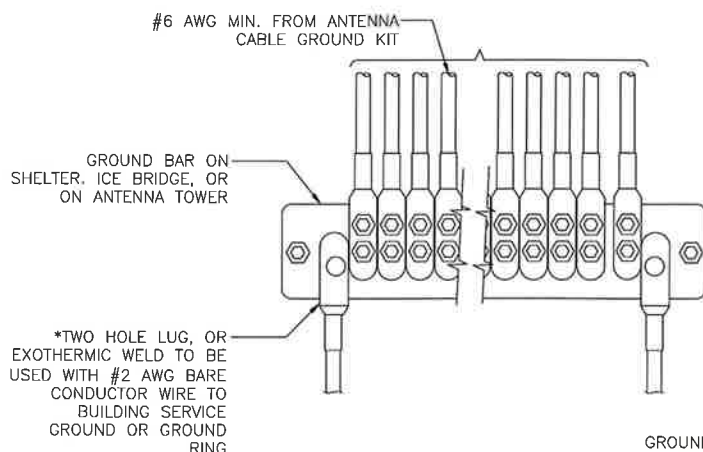 #6 AWG MIN. FROM ANTENNA
CABLE GROUND KIT
GROUND BAR ON
SHELTER, ICE BRIDGE, OR
ON ANTENNA TOWER
*TWO HOLE LUG, OR
EXOTHERMIC WELD TO BE
USED WITH #2 AWG BARE
CONDUCTOR WIRE TO
BUILDING SERVICE
GROUND OR GROUND
RING
GROUND